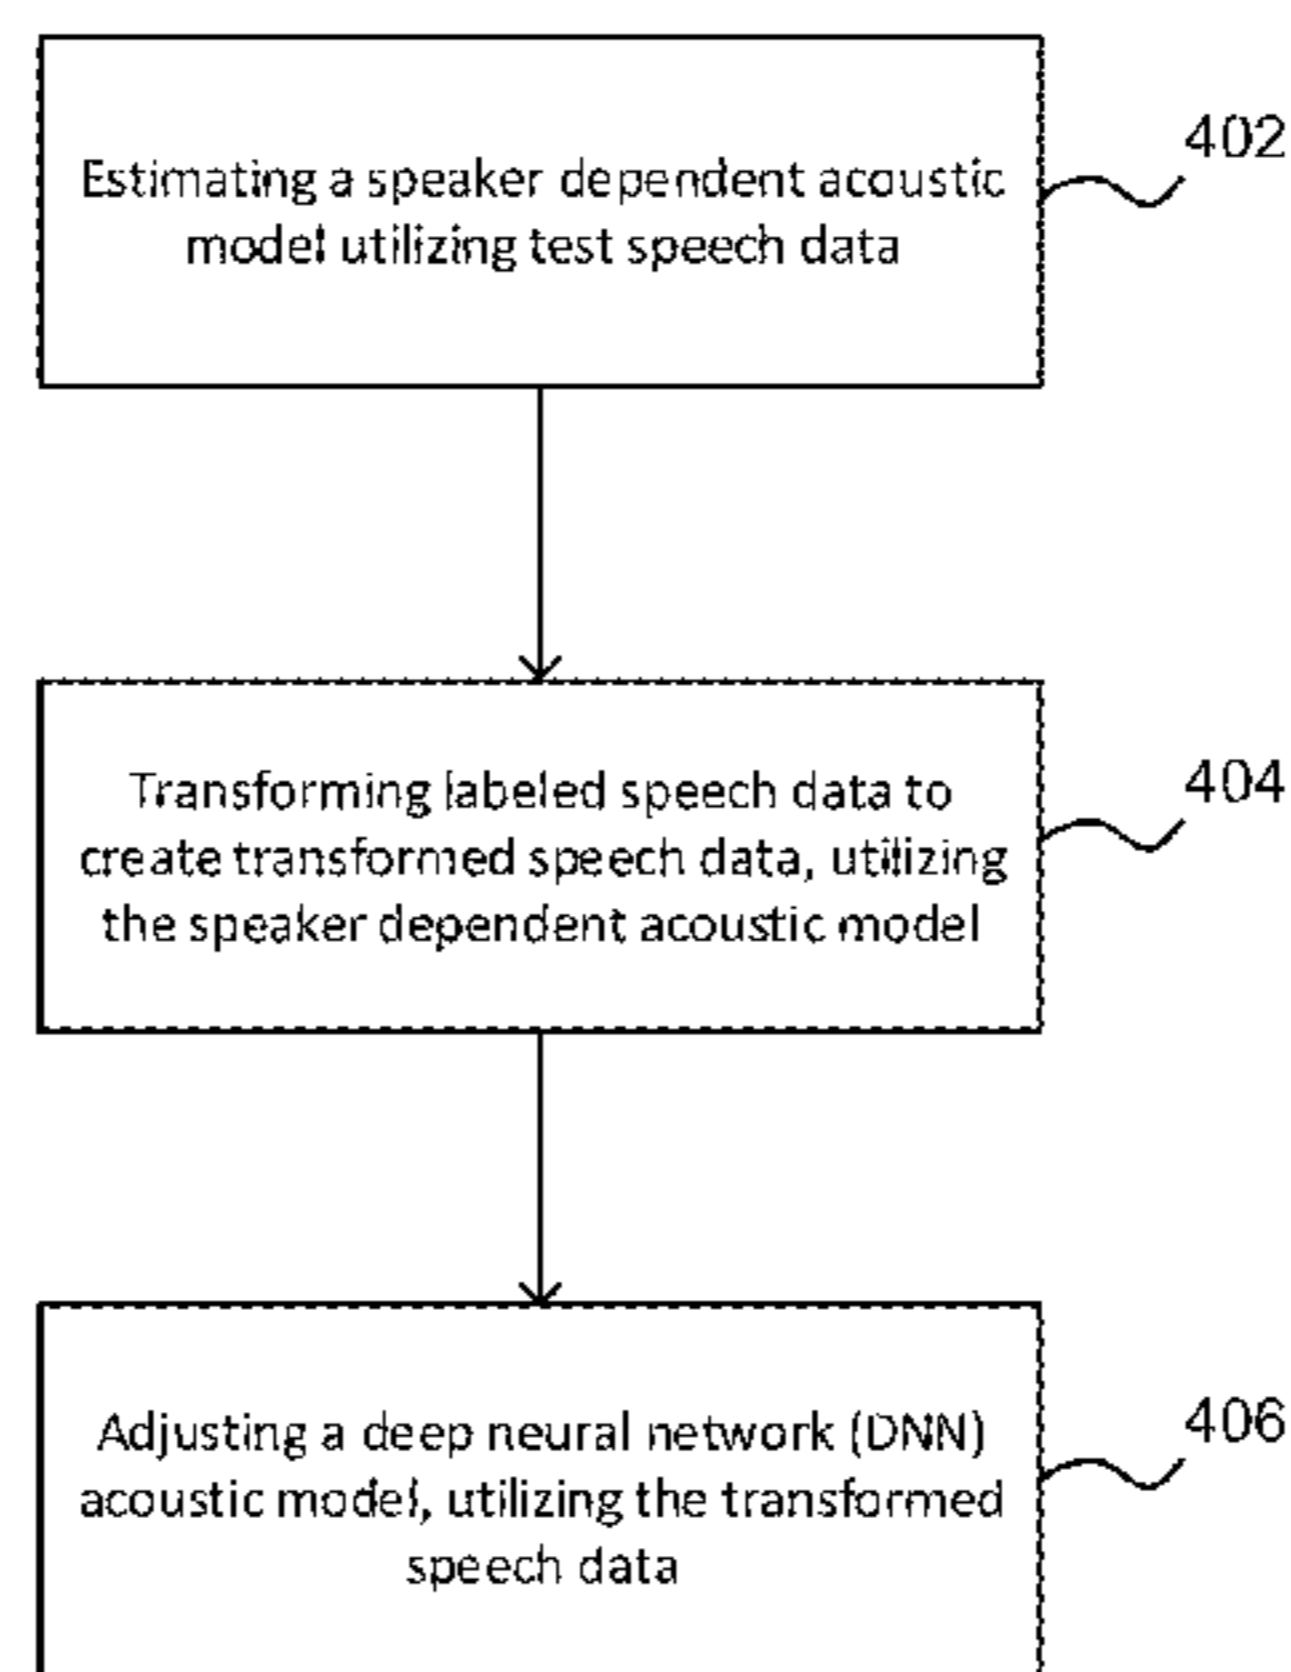 402
Estimating a speaker dependent acoustic
model utilizing test speech data
404
Transforming labeled speech data to
create transformed speech data, utilizing
the speaker dependent acoustic model
406
Adjusting a deep neural network (DNN)
acoustic model, utilizing the transformed
speech data